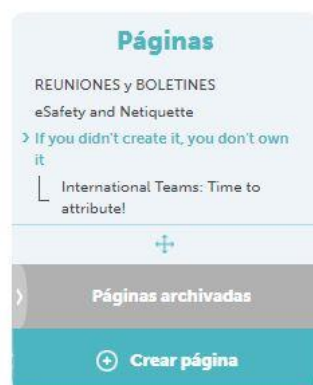 Páginas
REUNIONES y BOLETINES
eSafety and Netiquette
If you didn't create it, you don't own
it
International Teams: Time to
attribute!
Páginas archivadas
Crear página